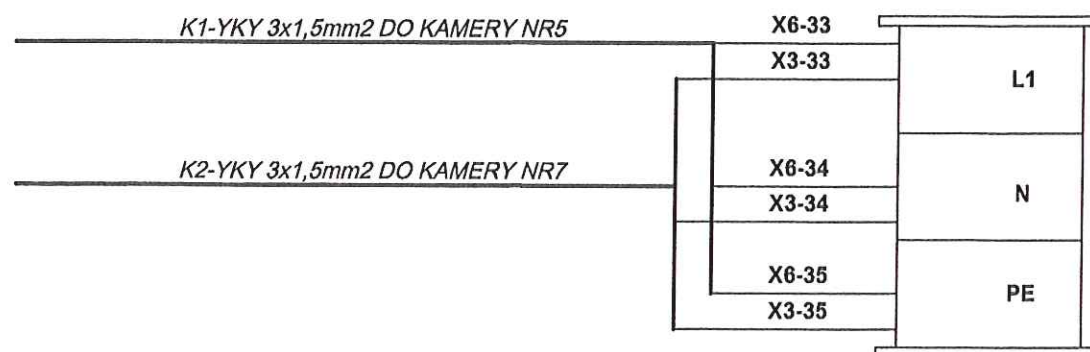 K1-YKY 3x1,5mm2 DO KAMERY NR5
X6-33
X3-33
L1
K2-YKY 3x1,5mm2 DO KAMERY NR7
X6-34
X3-34
N
X6-35
X3-35
PE